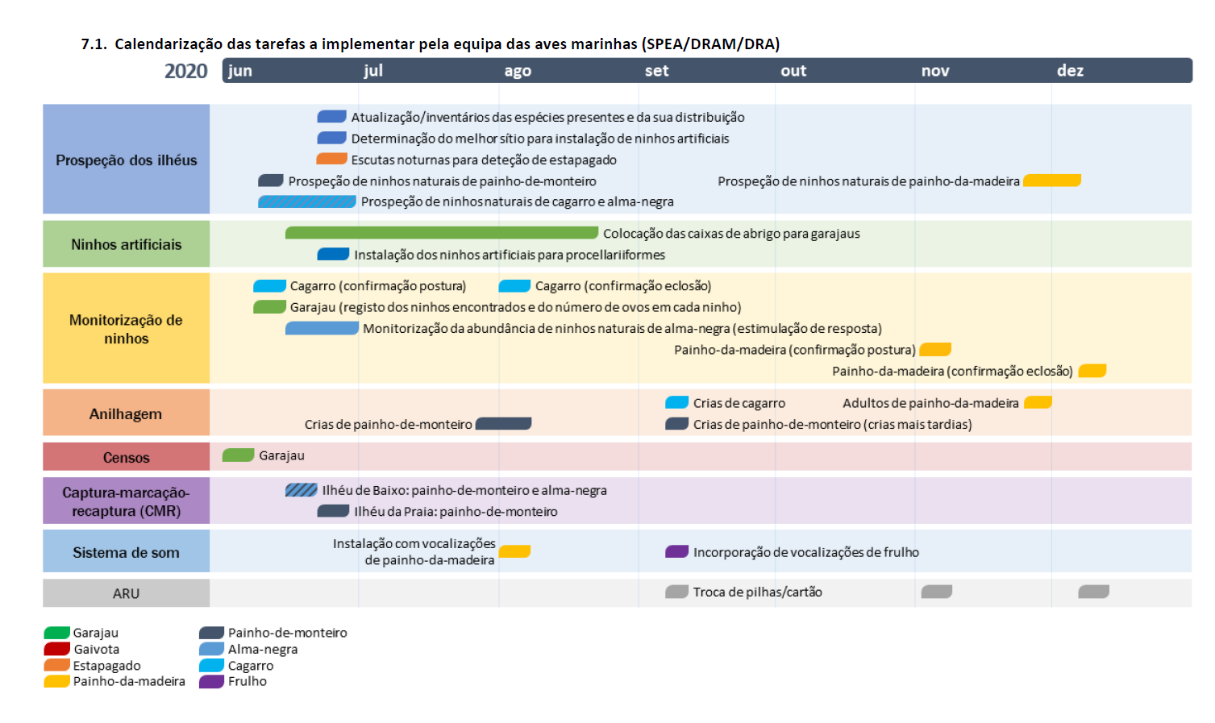 7.1. Calendarização das tarefas a implementar pela equipa das aves marinhas (SPEA/DRAM/DRA)
2020 jun jul ago set out nov dez
Prospeção dos ilhéus
Atualização/inventários das espécies presentes e da sua distribuição
Determinação do melhor sítio para instalação de ninhos artificiais
Escutas noturnas para deteção de estapagado
Prospeção de ninhos naturais de painho-de-monteiro
Prospeção de ninhos naturais de painho-da-madeira
Prospeção de ninhos naturais de cagarro e alma-negra
Ninhos artificiais
Colocação das caixas de abrigo para garajaus
Instalação dos ninhos artificiais para procellariiformes
Monitorização de
ninhos
Cagarro (confirmação postura)
Cagarro (confirmação eclosão)
Garajau (registo dos ninhos encontrados e do número de ovos em cada ninho)
Monitorização da abundância de ninhos naturais de alma-negra (estimulação de resposta)
Painho-da-madeira (confirmação postura)
Painho-da-madeira (confirmação eclosão)
Anilhagem
Crias de cagarro
Adultos de painho-da-madeira
Crias de painho-de-monteiro
Crias de painho-de-monteiro (crias mais tardias)
Censos
Garajau
Captura-marcação-
recaptura (CMR)
Ilhéu de Baixo: painho-de-monteiro e alma-negra
Ilhéu da Praia: painho-de-monteiro
Sistema de som
Instalação com vocalizações
de painho-da-madeira
Incorporação de vocalizações de frulho
ARU
Troca de pilhas/cartão
Garajau
Gaivota
Estapagado
Painho-da-madeira
Painho-de-monteiro
Alma-negra
Cagarro
Frulho